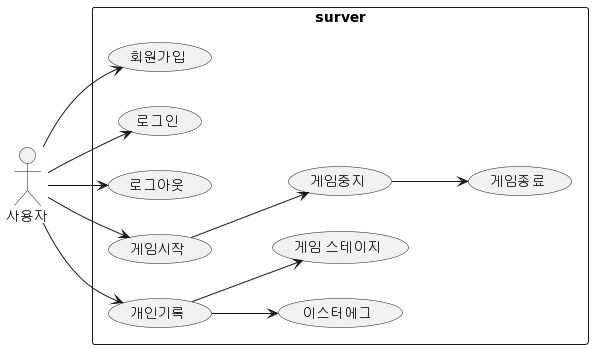 surver
회원가입
로그인
로그아웃
게임중지
게임종료
사용자
게임시작
게임 스테이지
개인기록
이스터에그